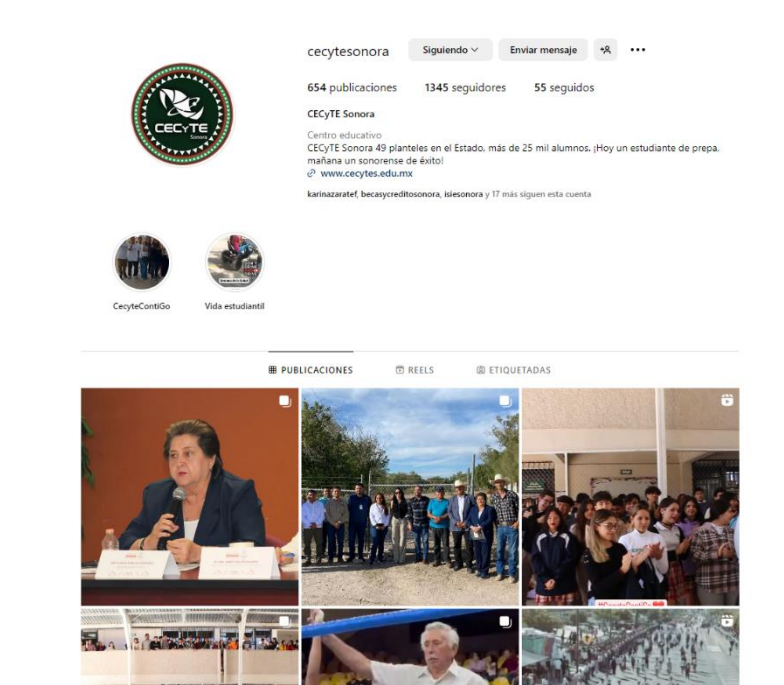 cecytesonora Siguiendo Enviar mensaje
654 publicaciones 1345 seguidores 55 seguidos
CECyTE Sonora
CECyTE
Sonora
Centro educativo
CECyTE Sonora 49 planteles en el Estado, más de 25 mil alumnos, ¡Hoy un estudiante de prepa,
mañana un sonorense de éxito!
www.cecytes.edu.mx
karinazaratef, becasycreditosonora, isiesonora y 17 más siguen esta cuenta
CecyteContiGo Vida estudiantil
PUBLICACIONES REELS ETIQUETADAS
#CecyteContiGo